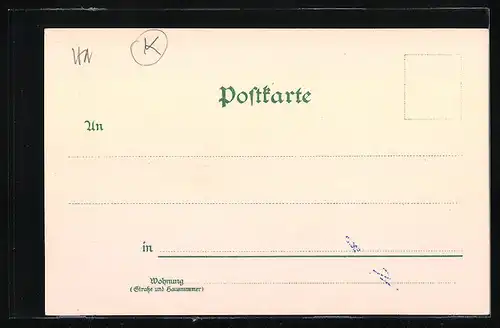 K
Postkarte
An
in
Wohnung
(Straße und Hausnummer)